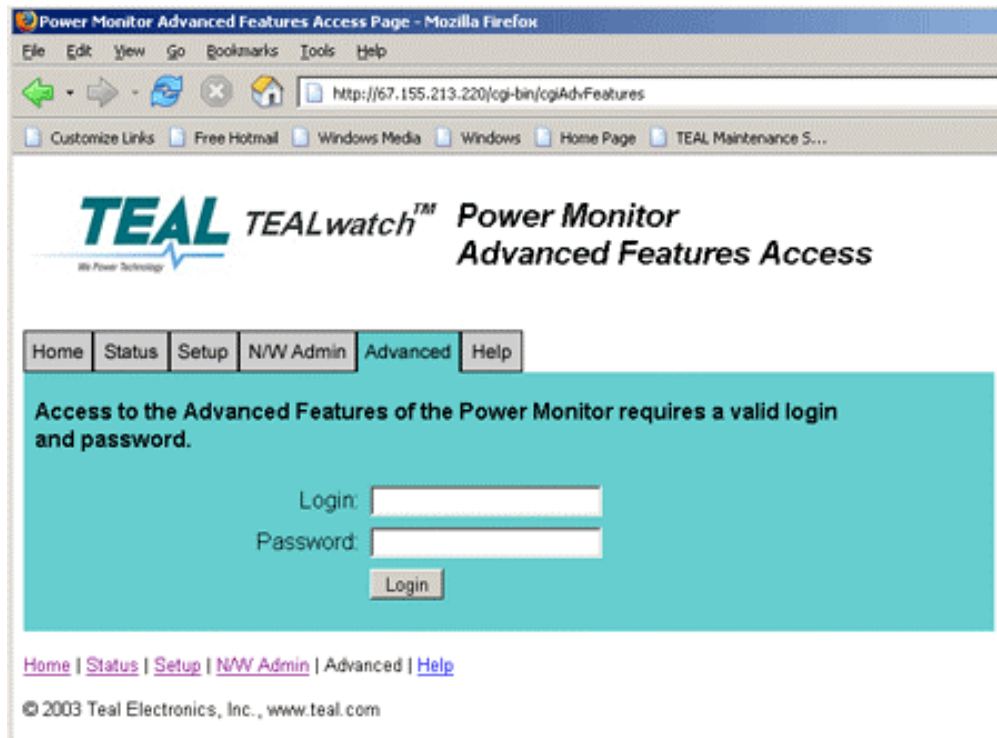 Power Monitor Advanced Features Access Page - Mozilla Firefox
File Edit View Go Bookmarks Tools Help
http://67.155.213.220/cgi-bin/cgiAdvFeatures
Customize Links Free Hotmail Windows Media Windows Home Page TEAL Maintenance S...
TEAL TEALwatch™ Power Monitor
We Power Technology Advanced Features Access
Home Status Setup N/W Admin Advanced Help
Access to the Advanced Features of the Power Monitor requires a valid login
and password.
Login:
Password:
Login
Home | Status | Setup | N/W Admin | Advanced | Help
© 2003 Teal Electronics, Inc., www.teal.com